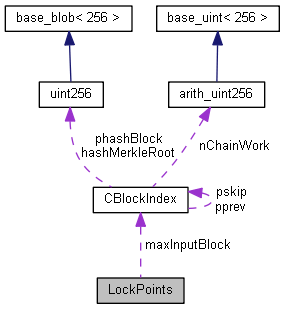 base_blob< 256 >
base_uint< 256 >
uint256
arith_uint256
phashBlock
hashMerkleRoot
nChainWork
CBlockIndex
pskip
pprev
maxInputBlock
LockPoints